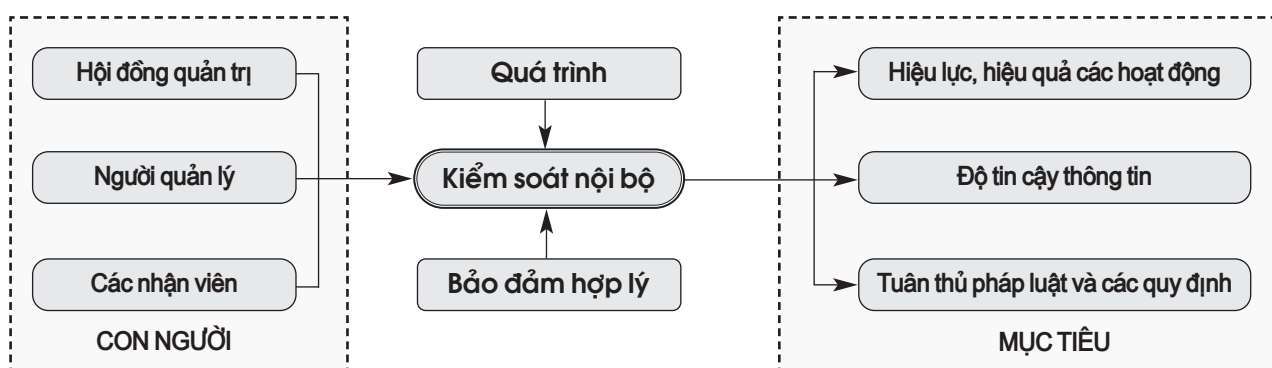 Hội đồng quản trị
Người quản lý
Các nhận viên
CON NGƯỜI
Quá trình
Kiểm soát nội bộ
Bảo đảm hợp lý
Hiệu lực, hiệu quả các hoạt động
Độ tin cậy thông tin
Tuân thủ pháp luật và các quy định
MỤC TIÊU